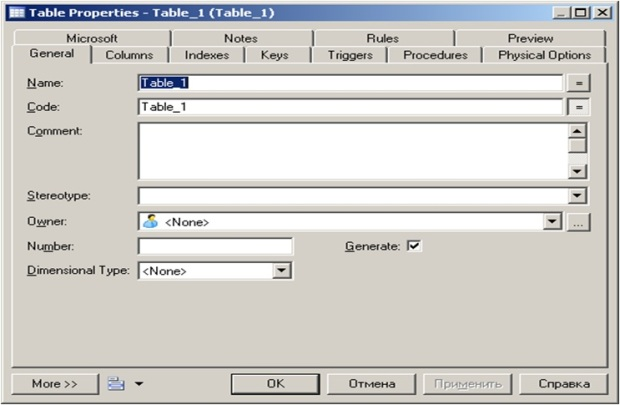 Table Properties - Table_1 (Table_1)
Microsoft Notes Rules Preview
General Columns Indexes Keys Triggers Procedures Physical Options
Name: Table_1 =
Code: Table_1 =
Comment:
Stereotype:
Owner: <None> ...
Number: Generate:
Dimensional Type: <None>
More >> OK Отмена Применить Справка